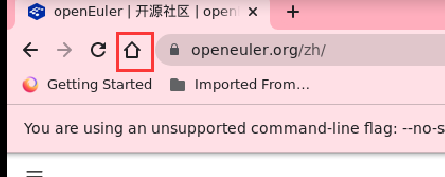 openEuler | 开源社区 | open
openeuler.org/zh/
Getting Started Imported From...
You are using an unsupported command-line flag: --no-s